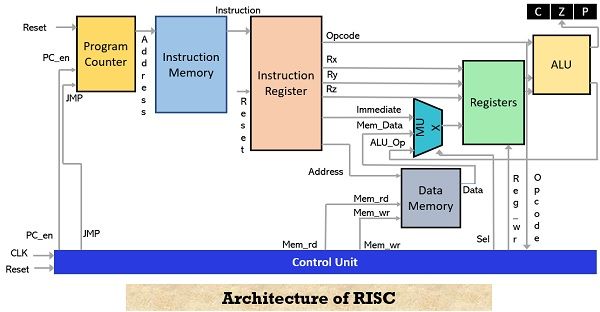 Instruction
C Z P
Reset
Program
Counter
Address
Instruction
Memory
Instruction
Register
Opcode
ALU
PC_en
JMP
Rx
Ry
Rz
Registers
Reset
Immediate
Mem_Data
ALU_Op
MU
X
Address
Data
Memory
Data
Mem_rd
Mem_wr
Reg_wr
Opcode
PC_en
JMP
Mem_rd
Mem_wr
Sel
CLK
Reset
Control Unit
Architecture of RISC